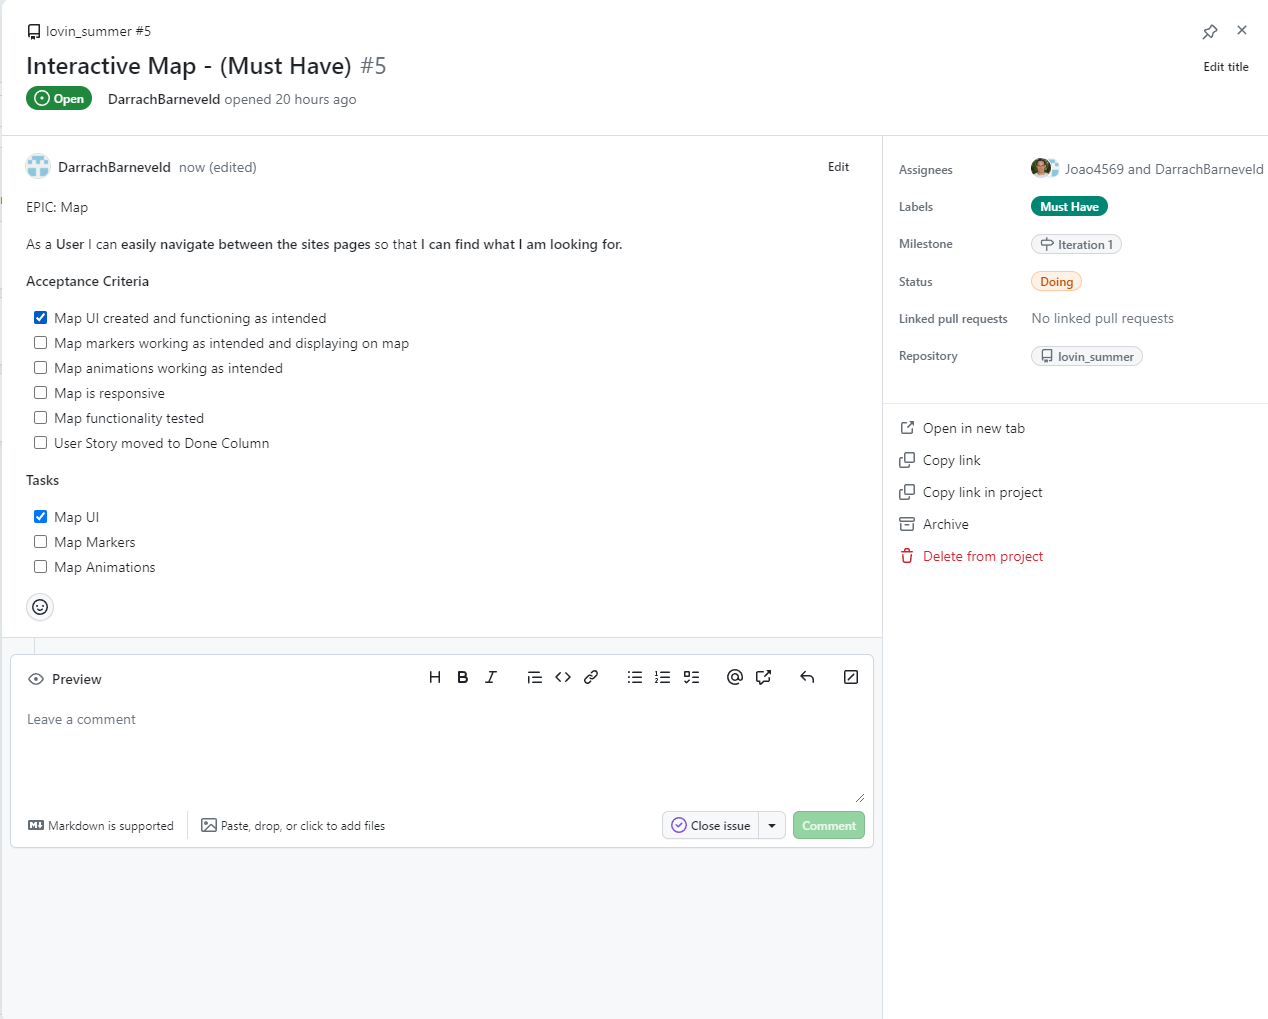 lovin_summer #5
Interactive Map - (Must Have) #5
Edit title
Open
DarrachBarneveld opened 20 hours ago
DarrachBarneveld now (edited)
Edit
EPIC: Map
As a User I can easily navigate between the sites pages so that I can find what I am looking for.
Acceptance Criteria
Map UI created and functioning as intended
Map markers working as intended and displaying on map
Map animations working as intended
Map is responsive
Map functionality tested
User Story moved to Done Column
Tasks
Map UI
Map Markers
Map Animations
Preview
Leave a comment
Markdown is supported
Paste, drop, or click to add files
Close issue
Comment
Assignees
Joao4569 and DarrachBarneveld
Labels
Must Have
Milestone
Iteration 1
Status
Doing
Linked pull requests
No linked pull requests
Repository
lovin_summer
Open in new tab
Copy link
Copy link in project
Archive
Delete from project